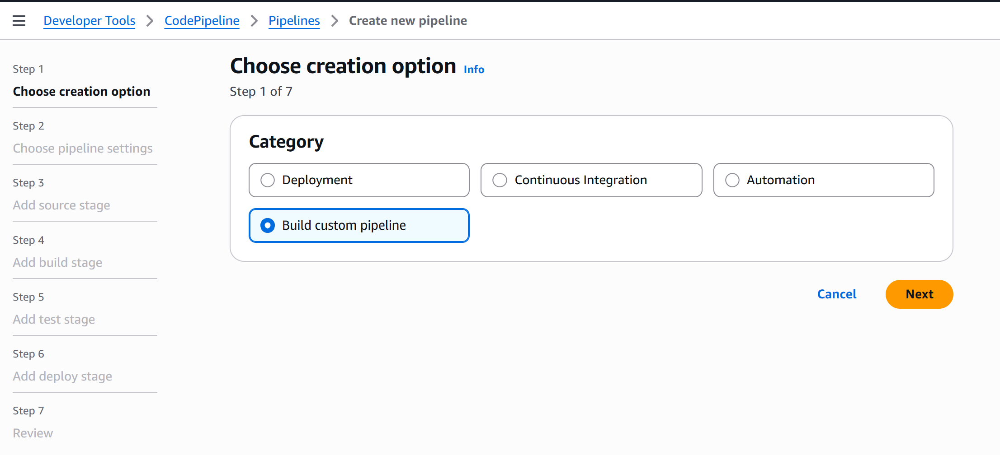 Developer Tools > CodePipeline > Pipelines > Create new pipeline
Step 1
Choose creation option
Step 2
Choose pipeline settings
Step 3
Add source stage
Step 4
Add build stage
Step 5
Add test stage
Step 6
Add deploy stage
Step 7
Review
Choose creation option Info
Step 1 of 7
Category
Deployment
Continuous Integration
Automation
Build custom pipeline
Cancel
Next